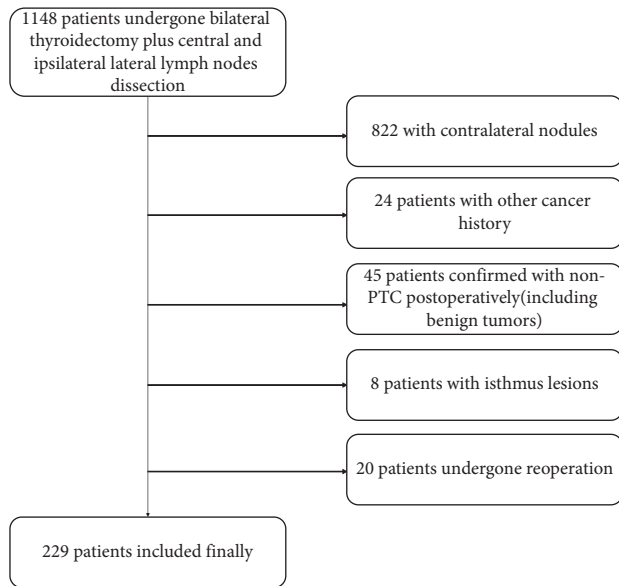 1148 patients undergone bilateral
thyroidectomy plus central and
ipsilateral lateral lymph nodes
dissection
822 with contralateral nodules
24 patients with other cancer
history
45 patients confirmed with non-
PTC postoperatively(including
benign tumors)
8 patients with isthmus lesions
20 patients undergone reoperation
229 patients included finally